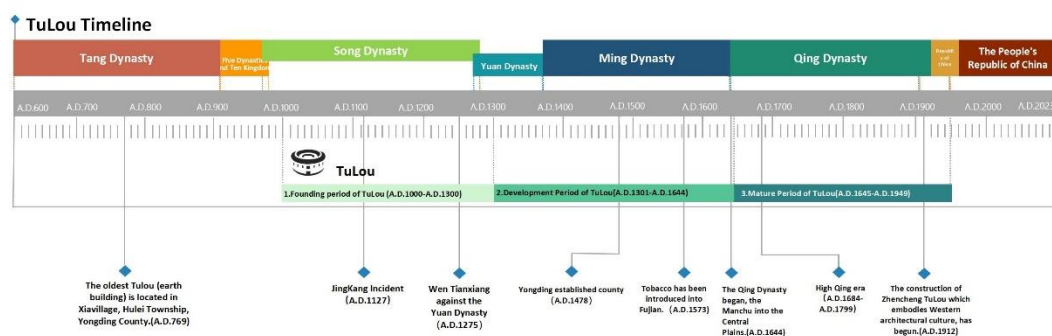 TuLou Timeline
Tang Dynasty
Five Dynasties
and Ten Kingdoms
Song Dynasty
Yuan Dynasty
Ming Dynasty
Qing Dynasty
The People's
Republic of China
A.D.600
A.D.700
A.D.800
A.D.900
A.D.1000
A.D.1100
A.D.1200
A.D.1300
A.D.1400
A.D.1500
A.D.1600
A.D.1700
A.D.1800
A.D.1900
A.D.2000
A.D.2023
TuLou
1.Founding period of TuLou (A.D.1000-A.D.1300)
2.Development Period of TuLou(A.D.1301-A.D.1644)
3.Mature Period of TuLou(A.D.1645-A.D.1949)
The oldest Tulou (earth
building) is located in
Xiavillage, Hulei Township,
Yongding County.(A.D.769)
JingKang Incident
(A.D.1127)
Wen Tianxiang
against the
Yuan Dynasty
(A.D.1275)
Yongding established county
(A.D.1478)
Tobacco has been
introduced into
Fujian. (A.D.1573)
The Qing Dynasty
began, the
Manchu into the
Central
Plains.(A.D.1644)
High Qing era
(A.D.1684-
A.D.1799)
The construction of
Zhencheng TuLou which
embodies Western
architectural culture, has
begun.(A.D.1912)